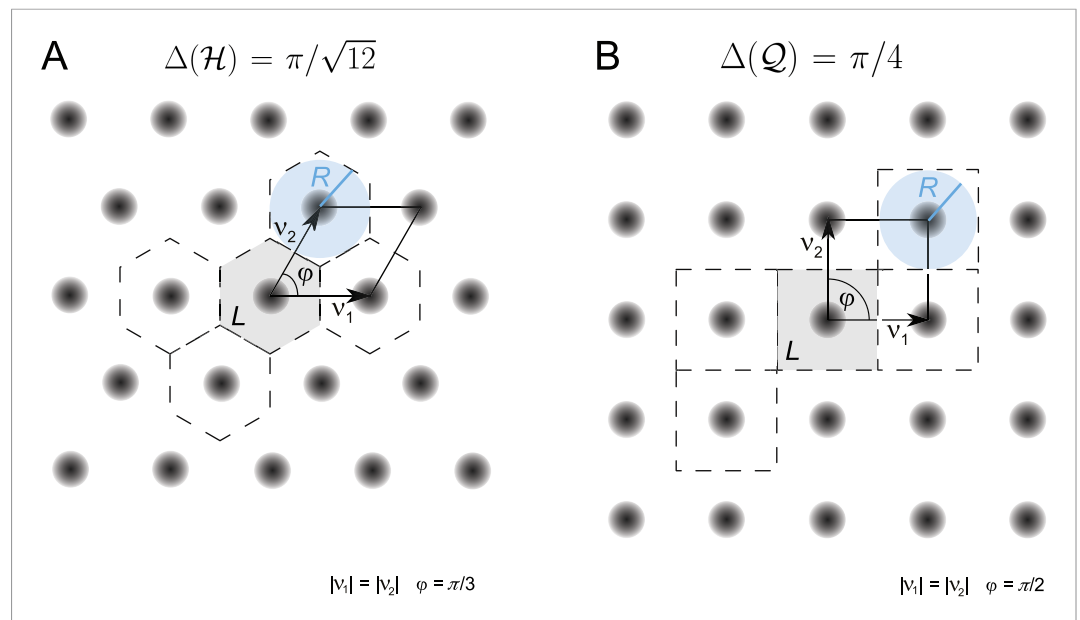 A
Δ(ℋ) = π/√12
R
ν₂
φ
L
ν₁
|ν₁| = |ν₂| φ = π/3
B
Δ(𝒬) = π/4
R
ν₂
φ
ν₁
L
|ν₁| = |ν₂| φ = π/2